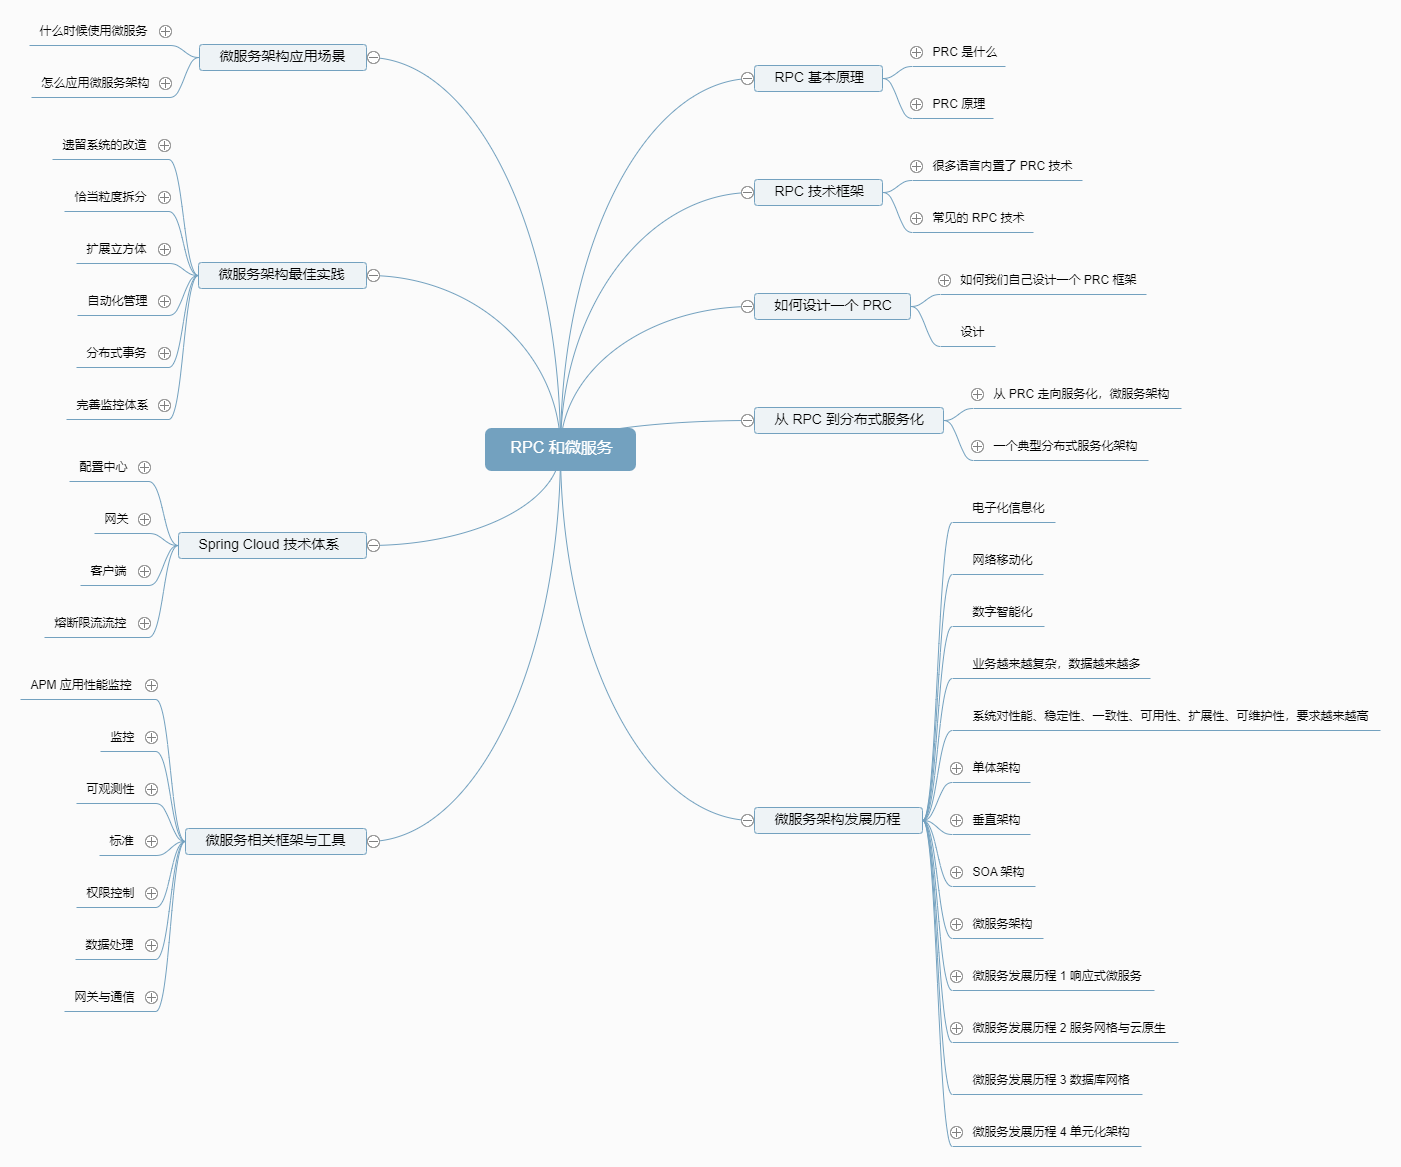 RPC 和微服务
RPC 基本原理
PRC 是什么
PRC 原理
RPC 技术框架
很多语言内置了 PRC 技术
常见的 RPC 技术
如何设计一个 PRC
如何我们自己设计一个 PRC 框架
设计
从 RPC 到分布式服务化
从 PRC 走向服务化，微服务架构
一个典型分布式服务化架构
微服务架构发展历程
电子化信息化
网络移动化
数字智能化
业务越来越复杂，数据越来越多
系统对性能、稳定性、一致性、可用性、扩展性、可维护性，要求越来越高
单体架构
垂直架构
SOA 架构
微服务架构
微服务发展历程 1 响应式微服务
微服务发展历程 2 服务网格与云原生
微服务发展历程 3 数据库网格
微服务发展历程 4 单元化架构
微服务架构应用场景
什么时候使用微服务
怎么应用微服务架构
微服务架构最佳实践
遗留系统的改造
恰当粒度拆分
扩展立方体
自动化管理
分布式事务
完善监控体系
Spring Cloud 技术体系
配置中心
网关
客户端
熔断限流流控
微服务相关框架与工具
APM 应用性能监控
监控
可观测性
标准
权限控制
数据处理
网关与通信